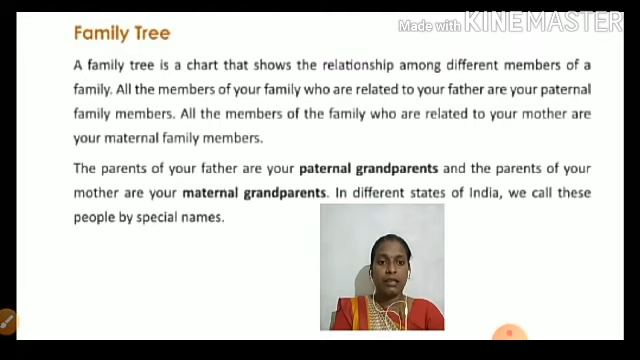 Family Tree
Made with KINEMASTER
A family tree is a chart that shows the relationship among different members of a
family. All the members of your family who are related to your father are your paternal
family members. All the members of the family who are related to your mother are
your maternal family members.
The parents of your father are your paternal grandparents and the parents of your
mother are your maternal grandparents. In different states of India, we call these
people by special names.